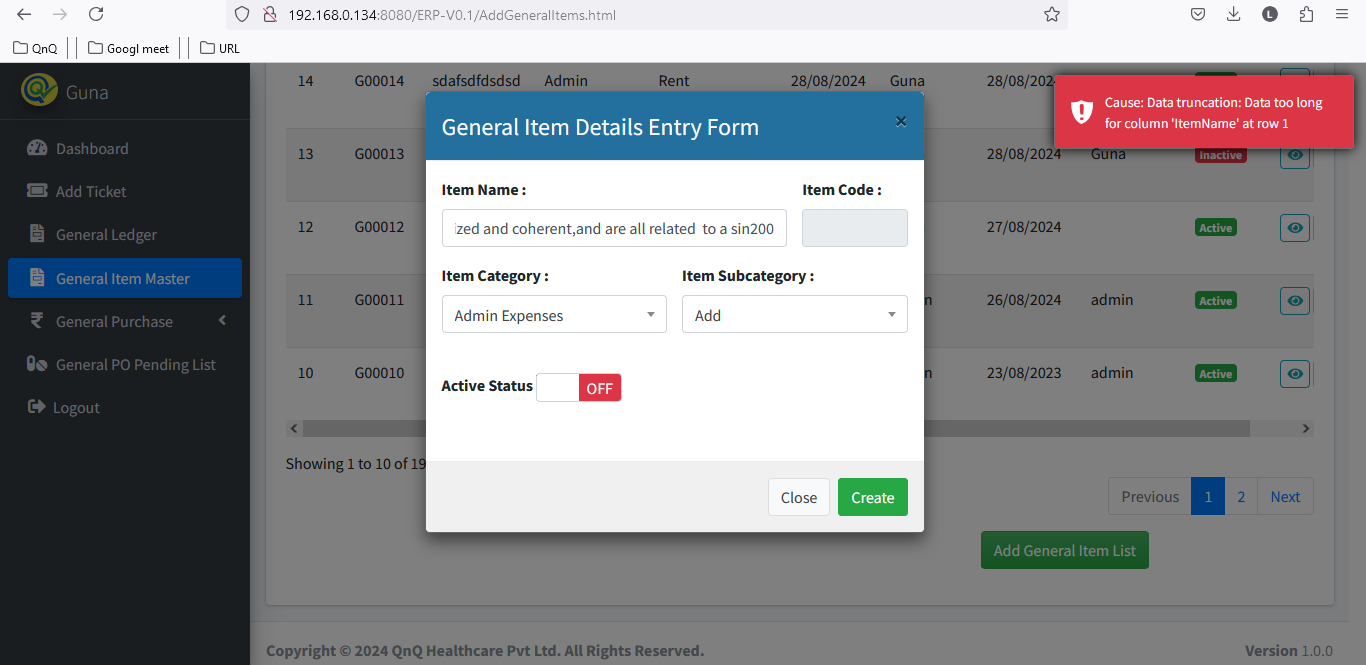 192.168.0.134:8080/ERP-V0.1/AddGeneralItems.html
L
QnQ
Googl meet
URL
Guna
Dashboard
Add Ticket
General Ledger
General Item Master
General Purchase
General PO Pending List
Logout
14 G00014 sdafsdfdsdsd Admin Rent 28/08/2024 Guna
13 G00013 28/08/2024 Guna Inactive
12 G00012 27/08/2024 Active
11 G00011 26/08/2024 admin Active
10 G00010 23/08/2023 admin Active
Cause: Data truncation: Data too long
for column 'ItemName' at row 1
General Item Details Entry Form
×
Item Name :
Item Code :
ized and coherent,and are all related to a sin200
Item Category :
Item Subcategory :
Admin Expenses
Add
Active Status OFF
Close
Create
Showing 1 to 10 of 19
Previous 1 2 Next
Add General Item List
Copyright © 2024 QnQ Healthcare Pvt Ltd. All Rights Reserved.
Version 1.0.0